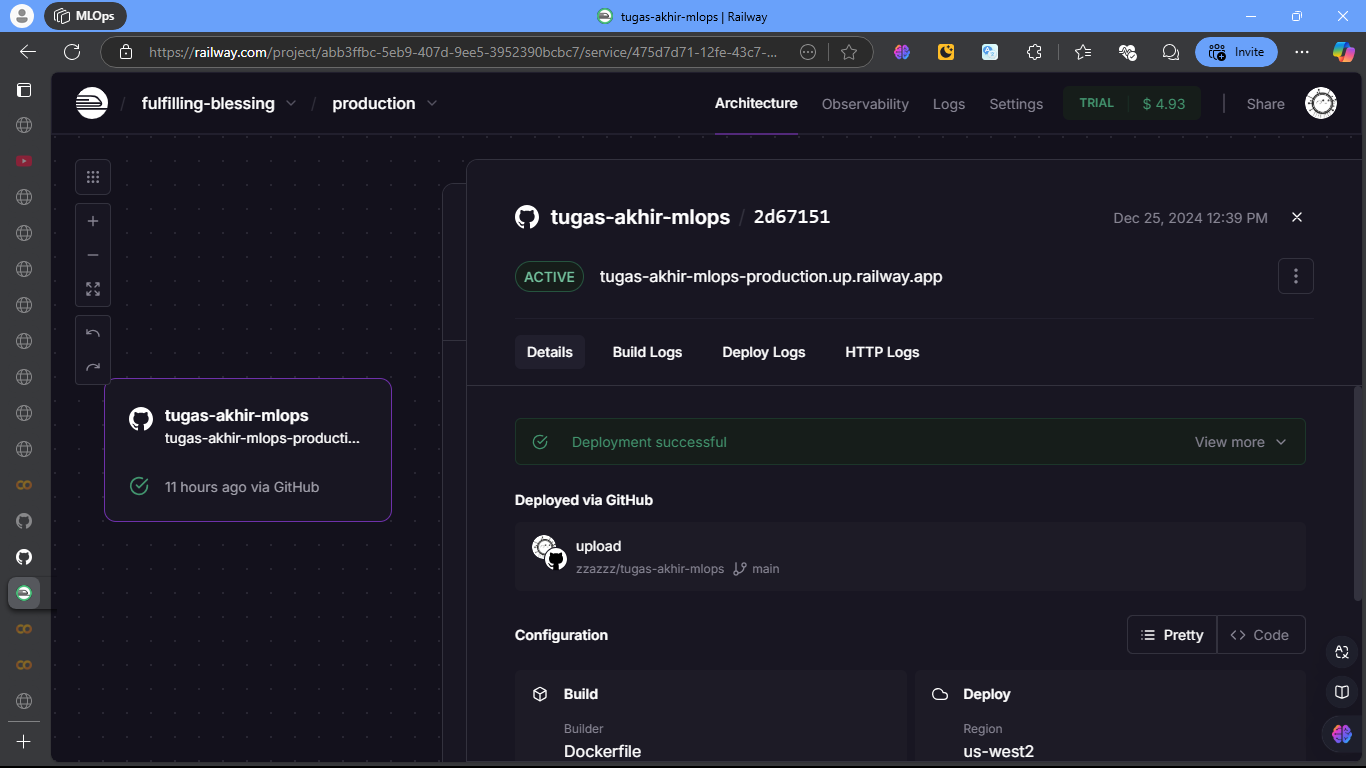 MLOps
tugas-akhir-mlops | Railway
https://railway.com/project/abb3ffbc-5eb9-407d-9ee5-3952390bcbc7/service/475d7d71-12fe-43c7-...
Invite
fulfilling-blessing / production
Architecture Observability Logs Settings TRIAL $ 4.93 Share
tugas-akhir-mlops / 2d67151
Dec 25, 2024 12:39 PM
ACTIVE tugas-akhir-mlops-production.up.railway.app
Details Build Logs Deploy Logs HTTP Logs
tugas-akhir-mlops
tugas-akhir-mlops-producti...
11 hours ago via GitHub
Deployment successful View more
Deployed via GitHub
upload
zzazzz/tugas-akhir-mlops main
Configuration Pretty Code
Build
Builder
Dockerfile
Deploy
Region
us-west2